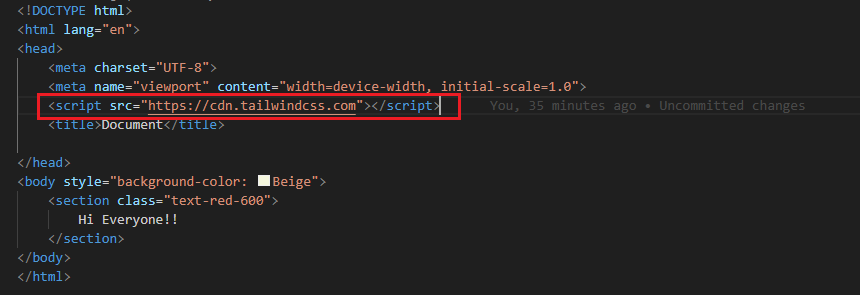 <!DOCTYPE html>
<html lang="en">
<head>
<meta charset="UTF-8">
<meta name="viewport" content="width=device-width, initial-scale=1.0">
<script src="https://cdn.tailwindcss.com"></script> You, 35 minutes ago • Uncommitted changes
<title>Document</title>
</head>
<body style="background-color: Beige">
<section class="text-red-600">
Hi Everyone!!
</section>
</body>
</html>